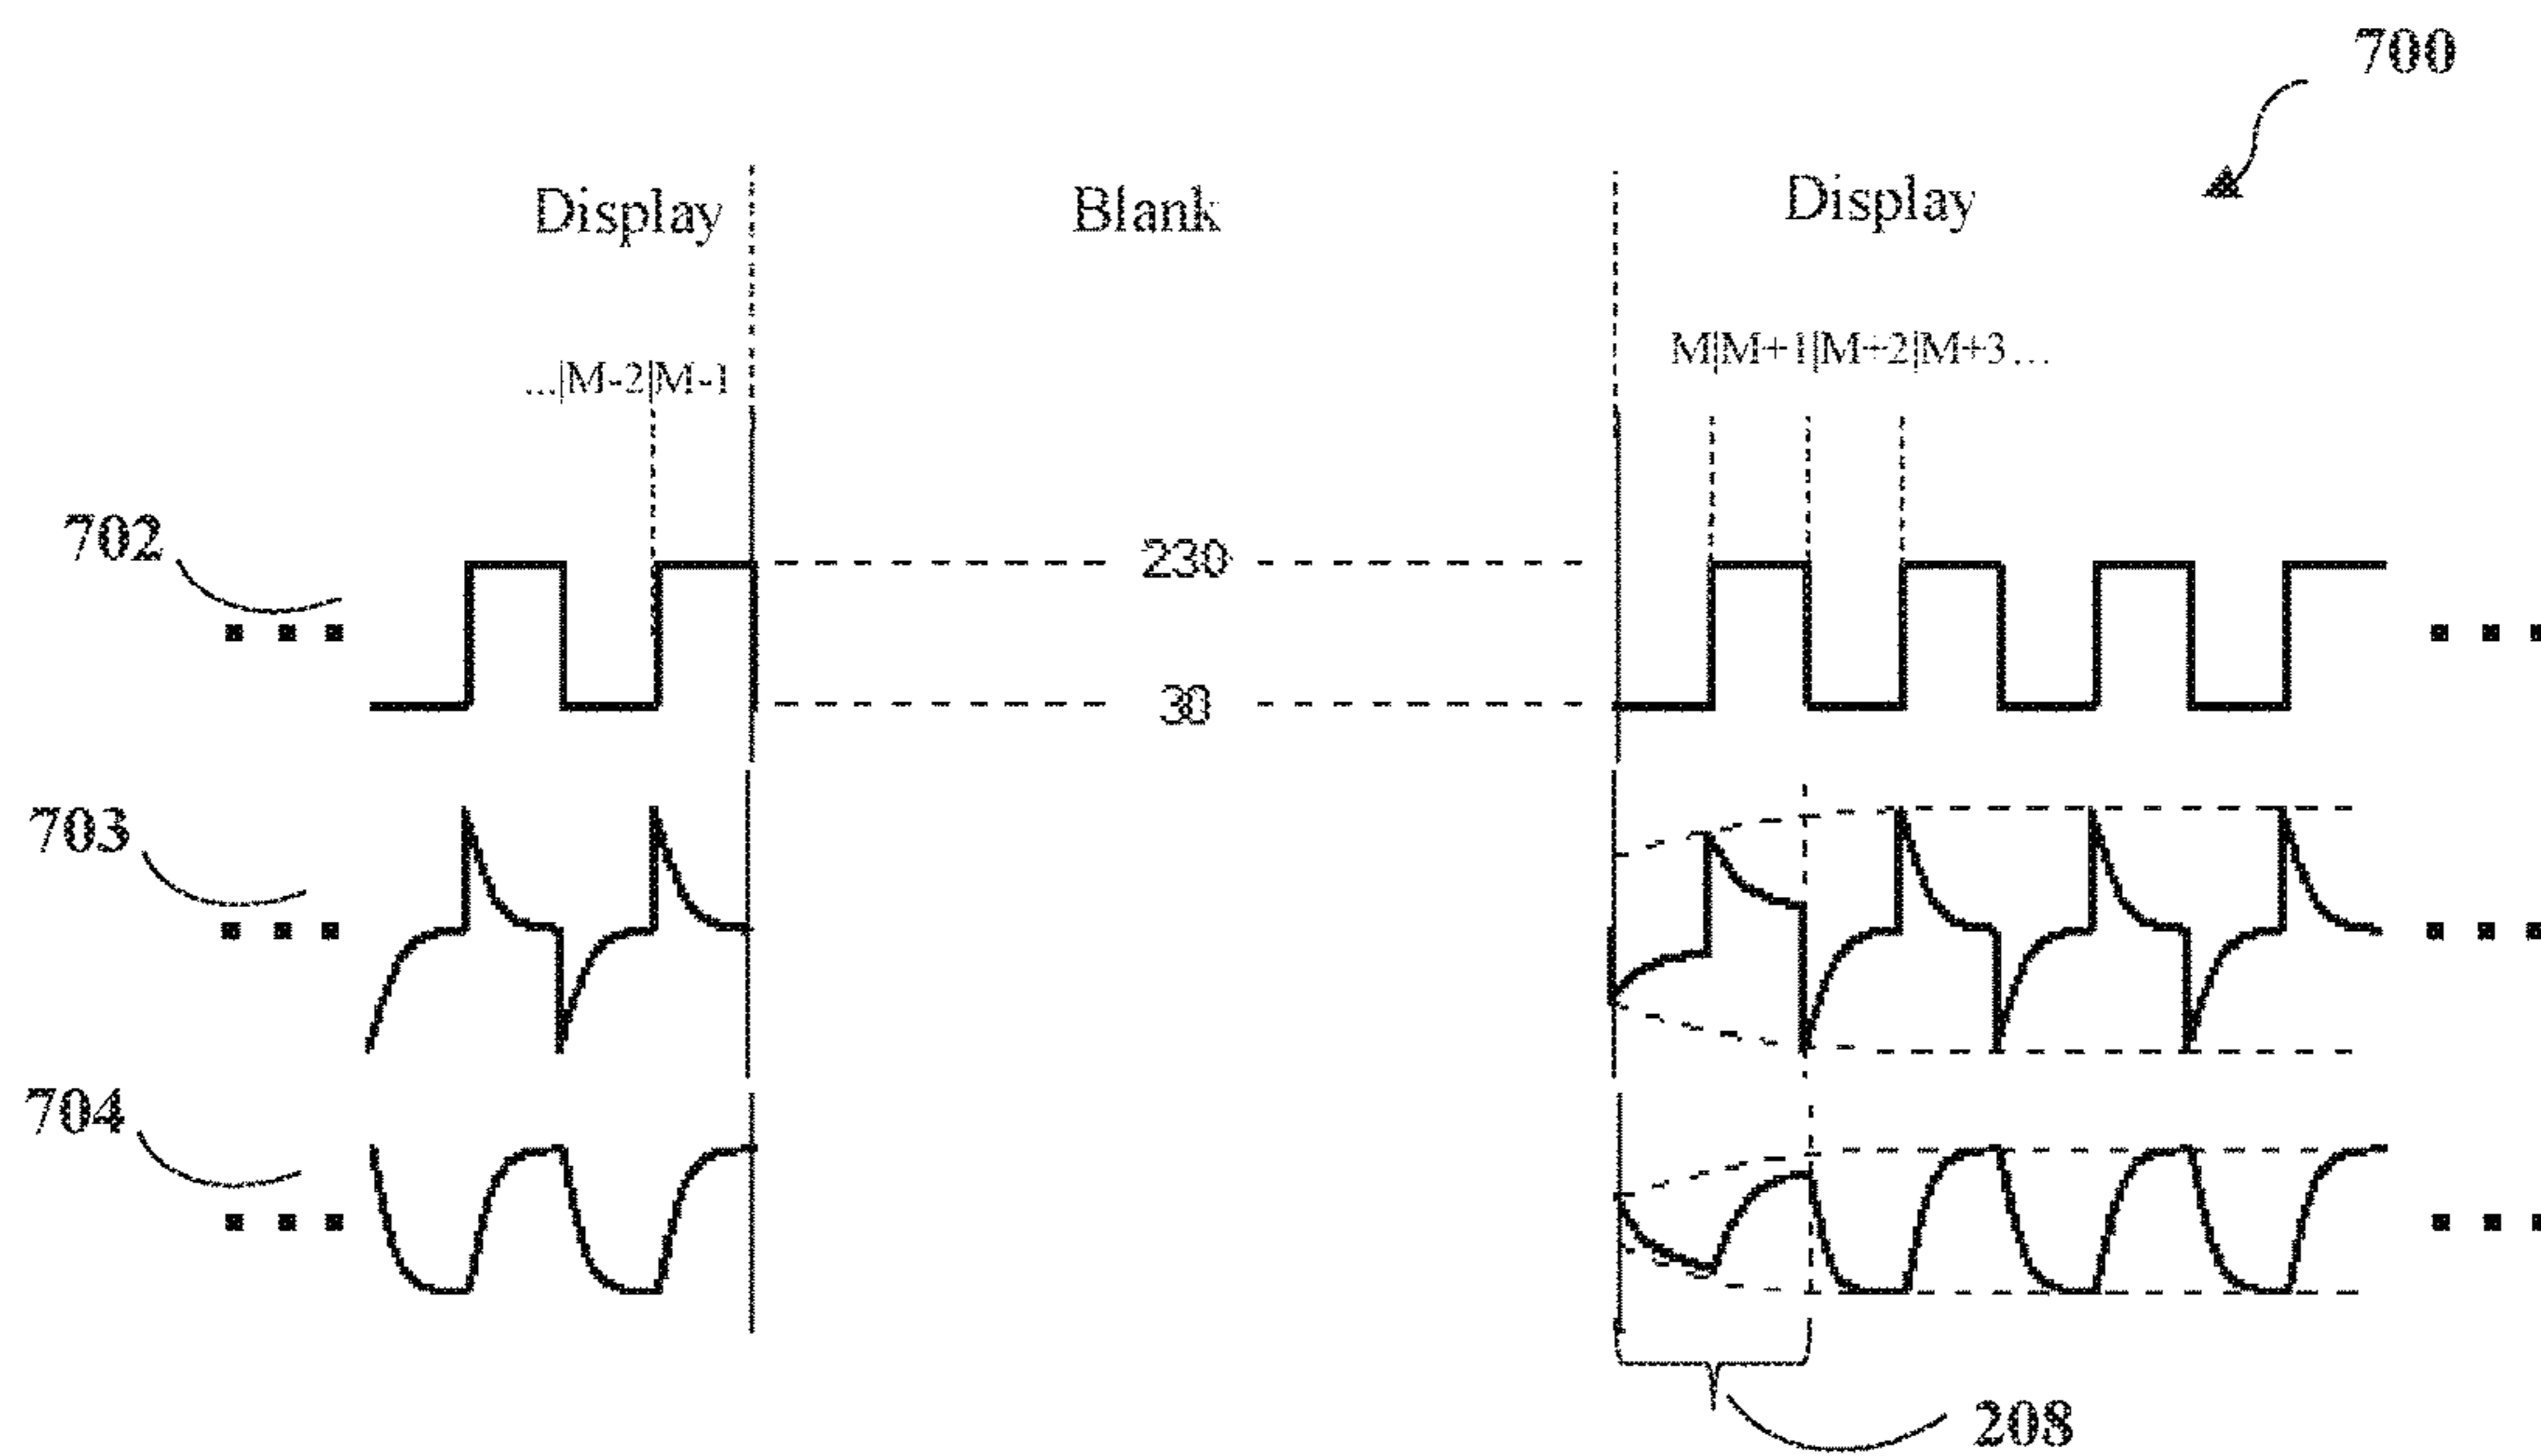 700
Display
Blank
Display
...|M-2|M-1
M|M+1|M+2|M+3...
702
230
30
703
704
208